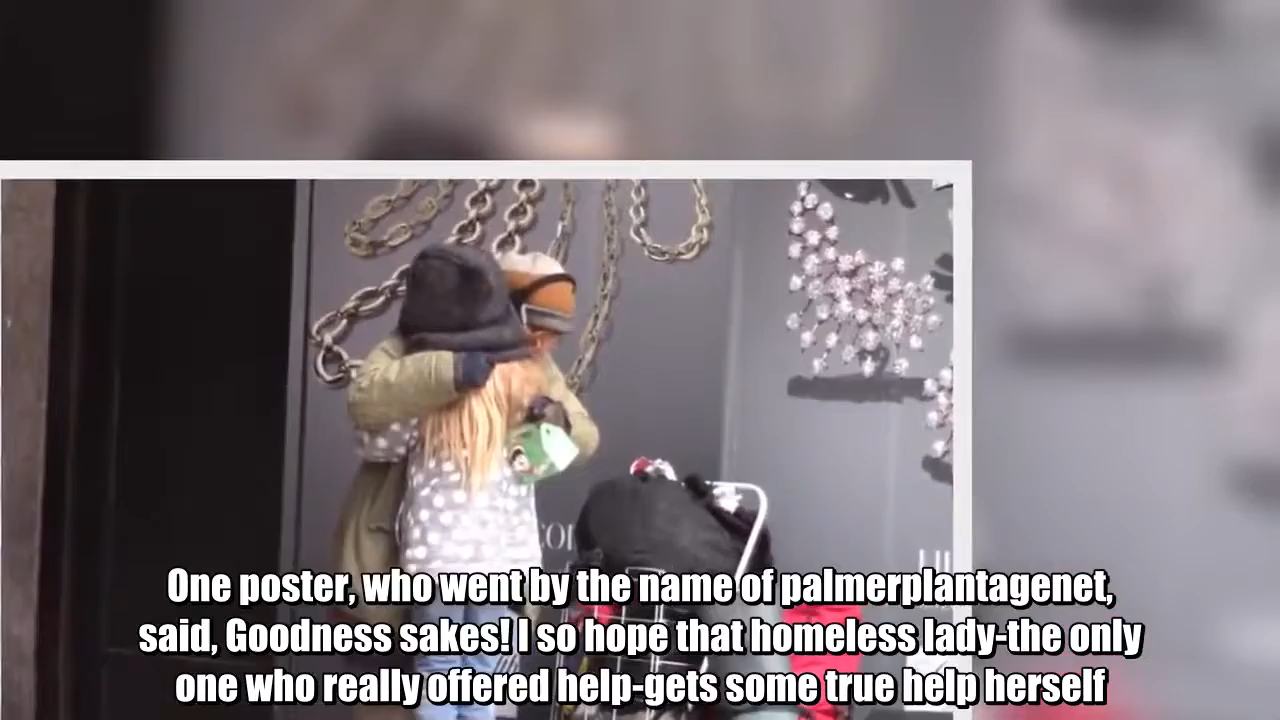 One poster, who went by the name of palmerplantagenet,
said, Goodness sakes! I so hope that homeless lady-the only
one who really offered help-gets some true help herself